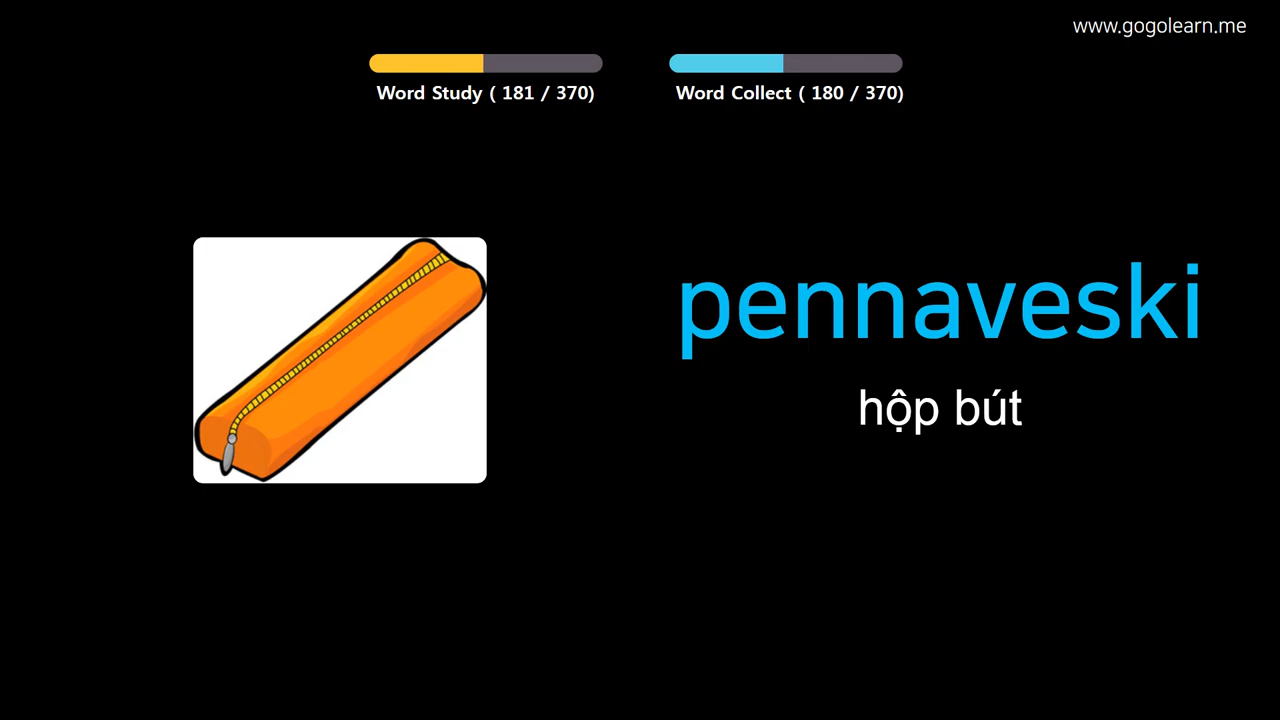 www.gogolearn.me
Word Study ( 181 / 370)
Word Collect ( 180 / 370)
pennaveski
hộp bút